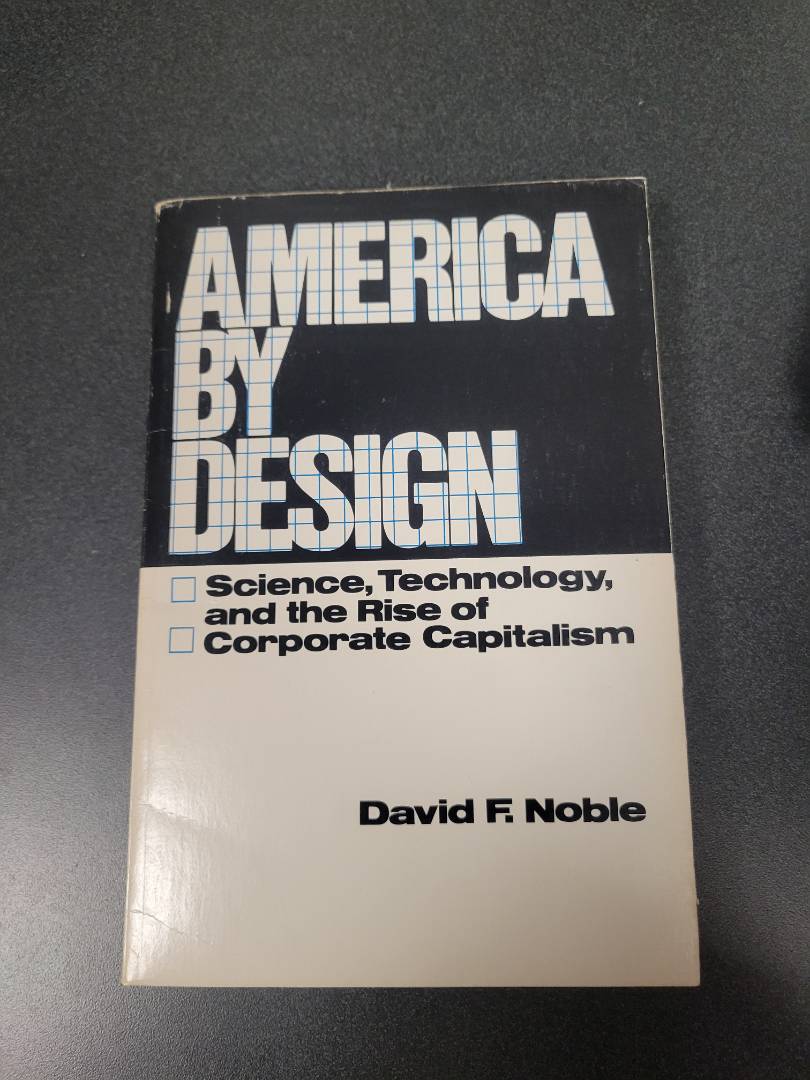 AMERICA
BY
DESIGN
Science, Technology,
and the Rise of
Corporate Capitalism
David F. Noble